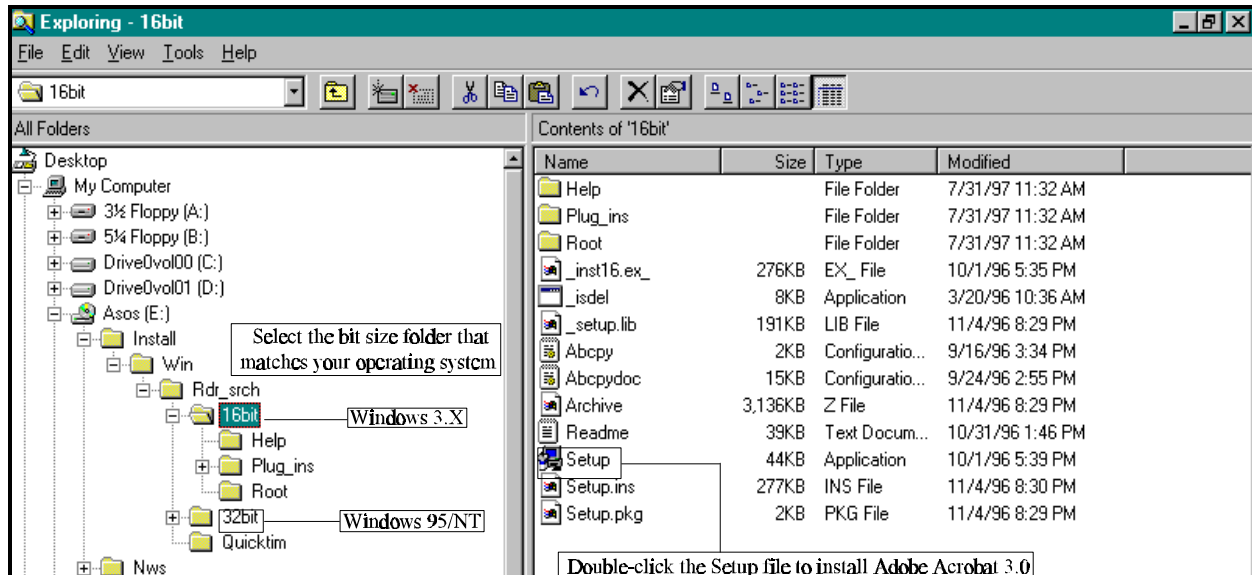 Exploring - 16bit
File Edit View Tools Help
16bit
All Folders
Contents of '16bit'
Desktop
My Computer
3½ Floppy (A:)
5¼ Floppy (B:)
Drive0vol00 (C:)
Drive0vol01 (D:)
Asos (E:)
Install
Win
Rdr_srch
16bit
Help
Plug_ins
Root
32bit
Quicktim
Nws
Select the bit size folder that
matches your operating system
Windows 3.X
Windows 95/NT
Name Size Type Modified
Help File Folder 7/31/97 11:32 AM
Plug_ins File Folder 7/31/97 11:32 AM
Root File Folder 7/31/97 11:32 AM
_inst16.ex_ 276KB EX_ File 10/1/96 5:35 PM
_isdel 8KB Application 3/20/96 10:36 AM
_setup.lib 191KB LIB File 11/4/96 8:29 PM
Abcpy 2KB Configuratio... 9/16/96 3:34 PM
Abcpydoc 15KB Configuratio... 9/24/96 2:55 PM
Archive 3,136KB Z File 11/4/96 8:29 PM
Readme 39KB Text Docum... 10/31/96 1:46 PM
Setup 44KB Application 10/1/96 5:39 PM
Setup.ins 277KB INS File 11/4/96 8:30 PM
Setup.pkg 2KB PKG File 11/4/96 8:29 PM
Double-click the Setup file to install Adobe Acrobat 3.0